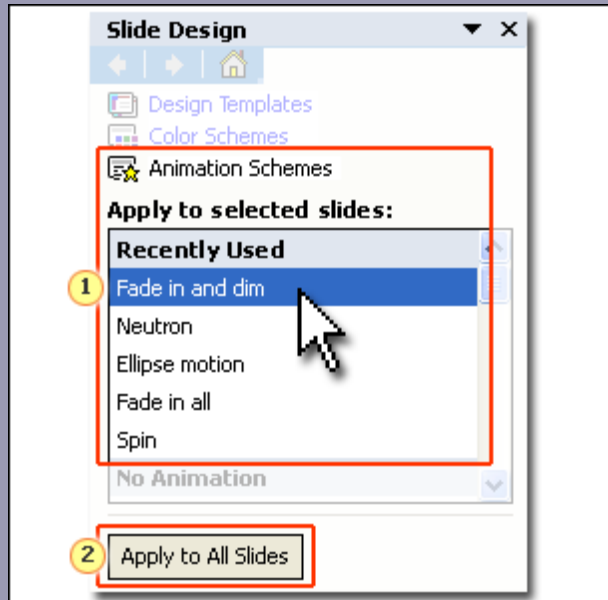 Slide Design
Design Templates
Color Schemes
Animation Schemes
Apply to selected slides:
Recently Used
1 Fade in and dim
Neutron
Ellipse motion
Fade in all
Spin
No Animation
2 Apply to All Slides